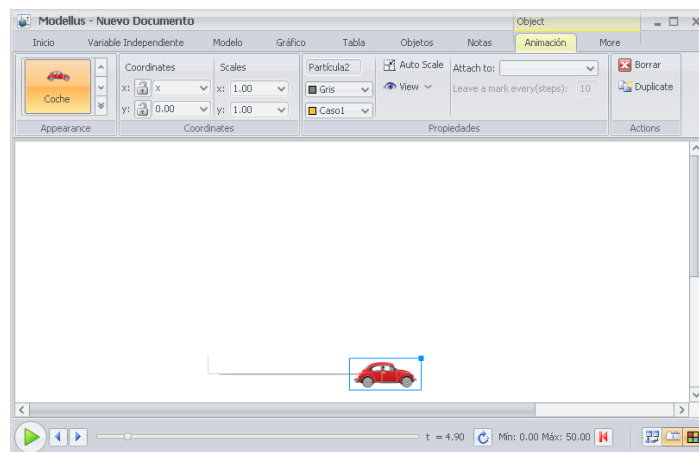 Modellus - Nuevo Documento
Object
Inicio Variable Independiente Modelo Gráfico Tabla Objetos Notas Animación More
Coche
Appearance
Coordinates Scales
x: x x: 1.00
y: 0.00 y: 1.00
Coordinates
Partícula2 Auto Scale Attach to:
Gris View Leave a mark every(steps): 10
Caso1
Propiedades
Borrar
Duplicate
Actions
t = 4.90 Mín: 0.00 Máx: 50.00